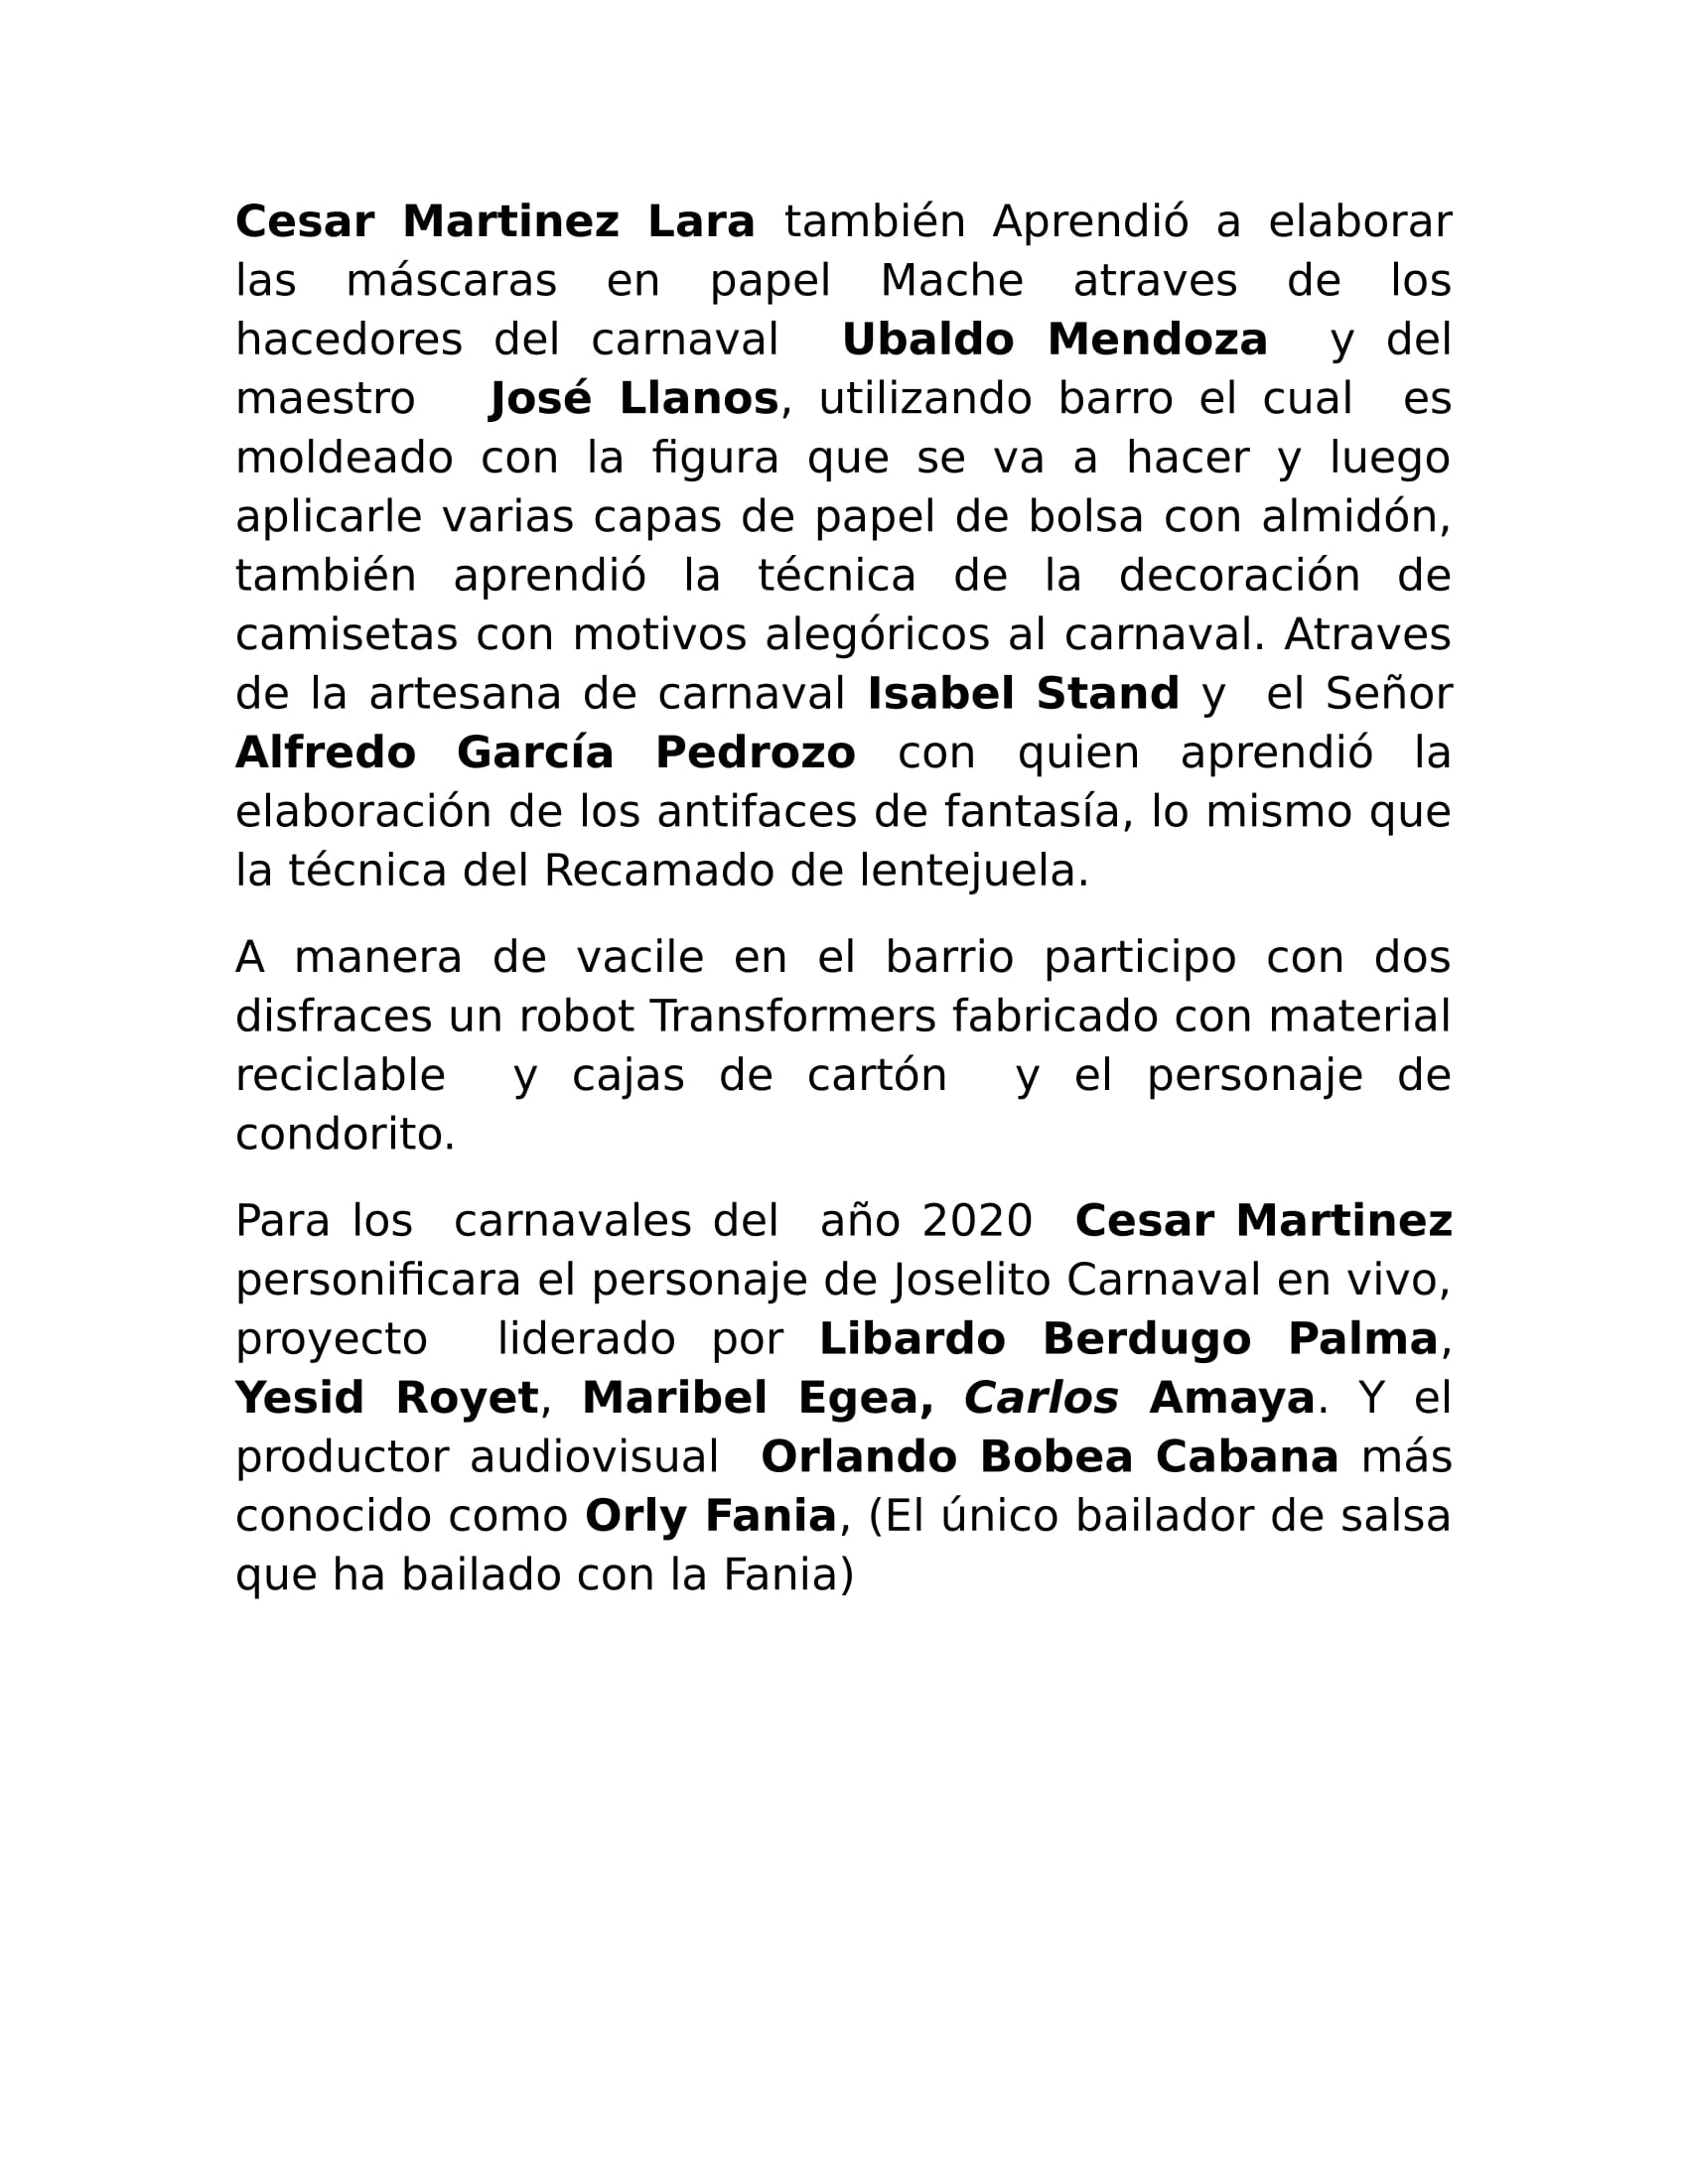 Cesar Martinez Lara también Aprendió a elaborar
las máscaras en papel Mache atraves de los
hacedores del carnaval Ubaldo Mendoza y del
maestro José Llanos, utilizando barro el cual es
moldeado con la figura que se va a hacer y luego
aplicarle varias capas de papel de bolsa con almidón,
también aprendió la técnica de la decoración de
camisetas con motivos alegóricos al carnaval. Atraves
de la artesana de carnaval Isabel Stand y el Señor
Alfredo García Pedrozo con quien aprendió la
elaboración de los antifaces de fantasía, lo mismo que
la técnica del Recamado de lentejuela.
A manera de vacile en el barrio participo con dos
disfraces un robot Transformers fabricado con material
reciclable y cajas de cartón y el personaje de
condorito.
Para los carnavales del año 2020 Cesar Martinez
personificara el personaje de Joselito Carnaval en vivo,
proyecto liderado por Libardo Berdugo Palma,
Yesid Royet, Maribel Egea, Carlos Amaya. Y el
productor audiovisual Orlando Bobea Cabana más
conocido como Orly Fania, (El único bailador de salsa
que ha bailado con la Fania)